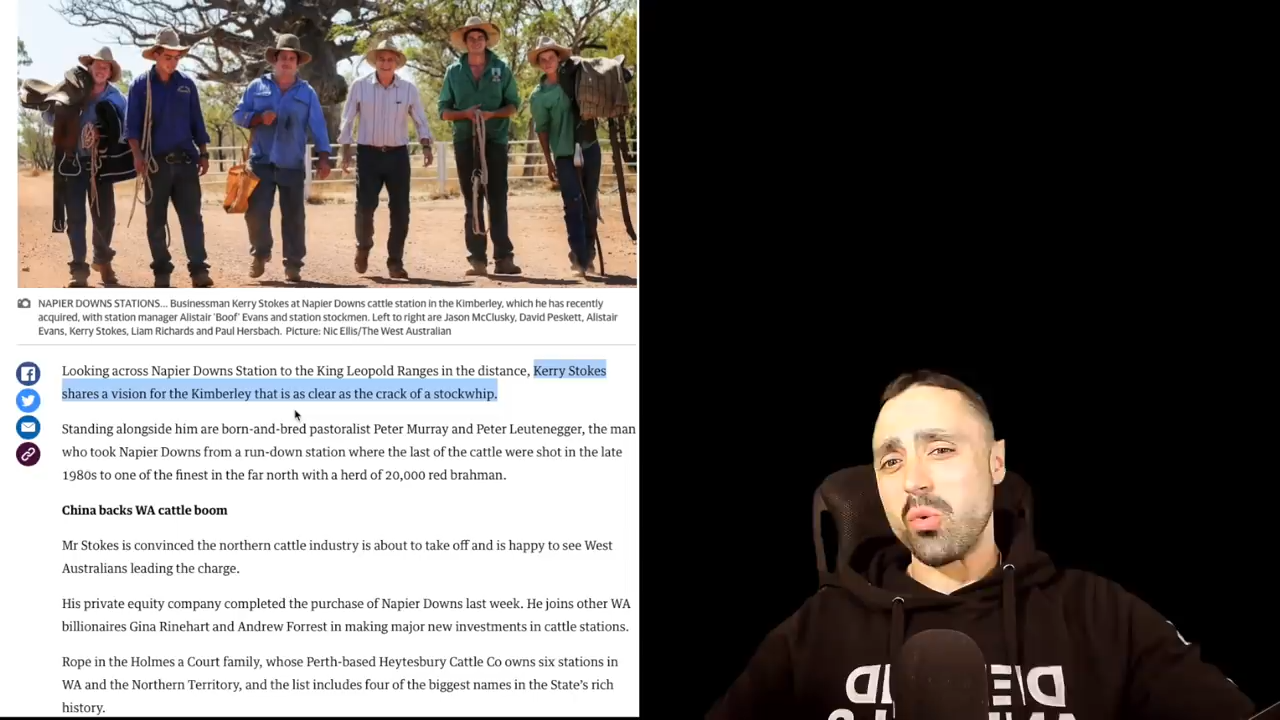 NAPIER DOWNS STATIONS... Businessman Kerry Stokes at Napier Downs cattle station in the Kimberley, which he has recently
acquired, with station manager Alistair 'Boof' Evans and station stockmen. Left to right are Jason McClusky, David Peskett, Alistair
Evans, Kerry Stokes, Liam Richards and Paul Hersbach. Picture: Nic Ellis/The West Australian
Looking across Napier Downs Station to the King Leopold Ranges in the distance, Kerry Stokes
shares a vision for the Kimberley that is as clear as the crack of a stockwhip.
Standing alongside him are born-and-bred pastoralist Peter Murray and Peter Leutenegger, the man
who took Napier Downs from a run-down station where the last of the cattle were shot in the late
1980s to one of the finest in the far north with a herd of 20,000 red brahman.
China backs WA cattle boom
Mr Stokes is convinced the northern cattle industry is about to take off and is happy to see West
Australians leading the charge.
His private equity company completed the purchase of Napier Downs last week. He joins other WA
billionaires Gina Rinehart and Andrew Forrest in making major new investments in cattle stations.
Rope in the Holmes a Court family, whose Perth-based Heytesbury Cattle Co owns six stations in
WA and the Northern Territory, and the list includes four of the biggest names in the State's rich
history.